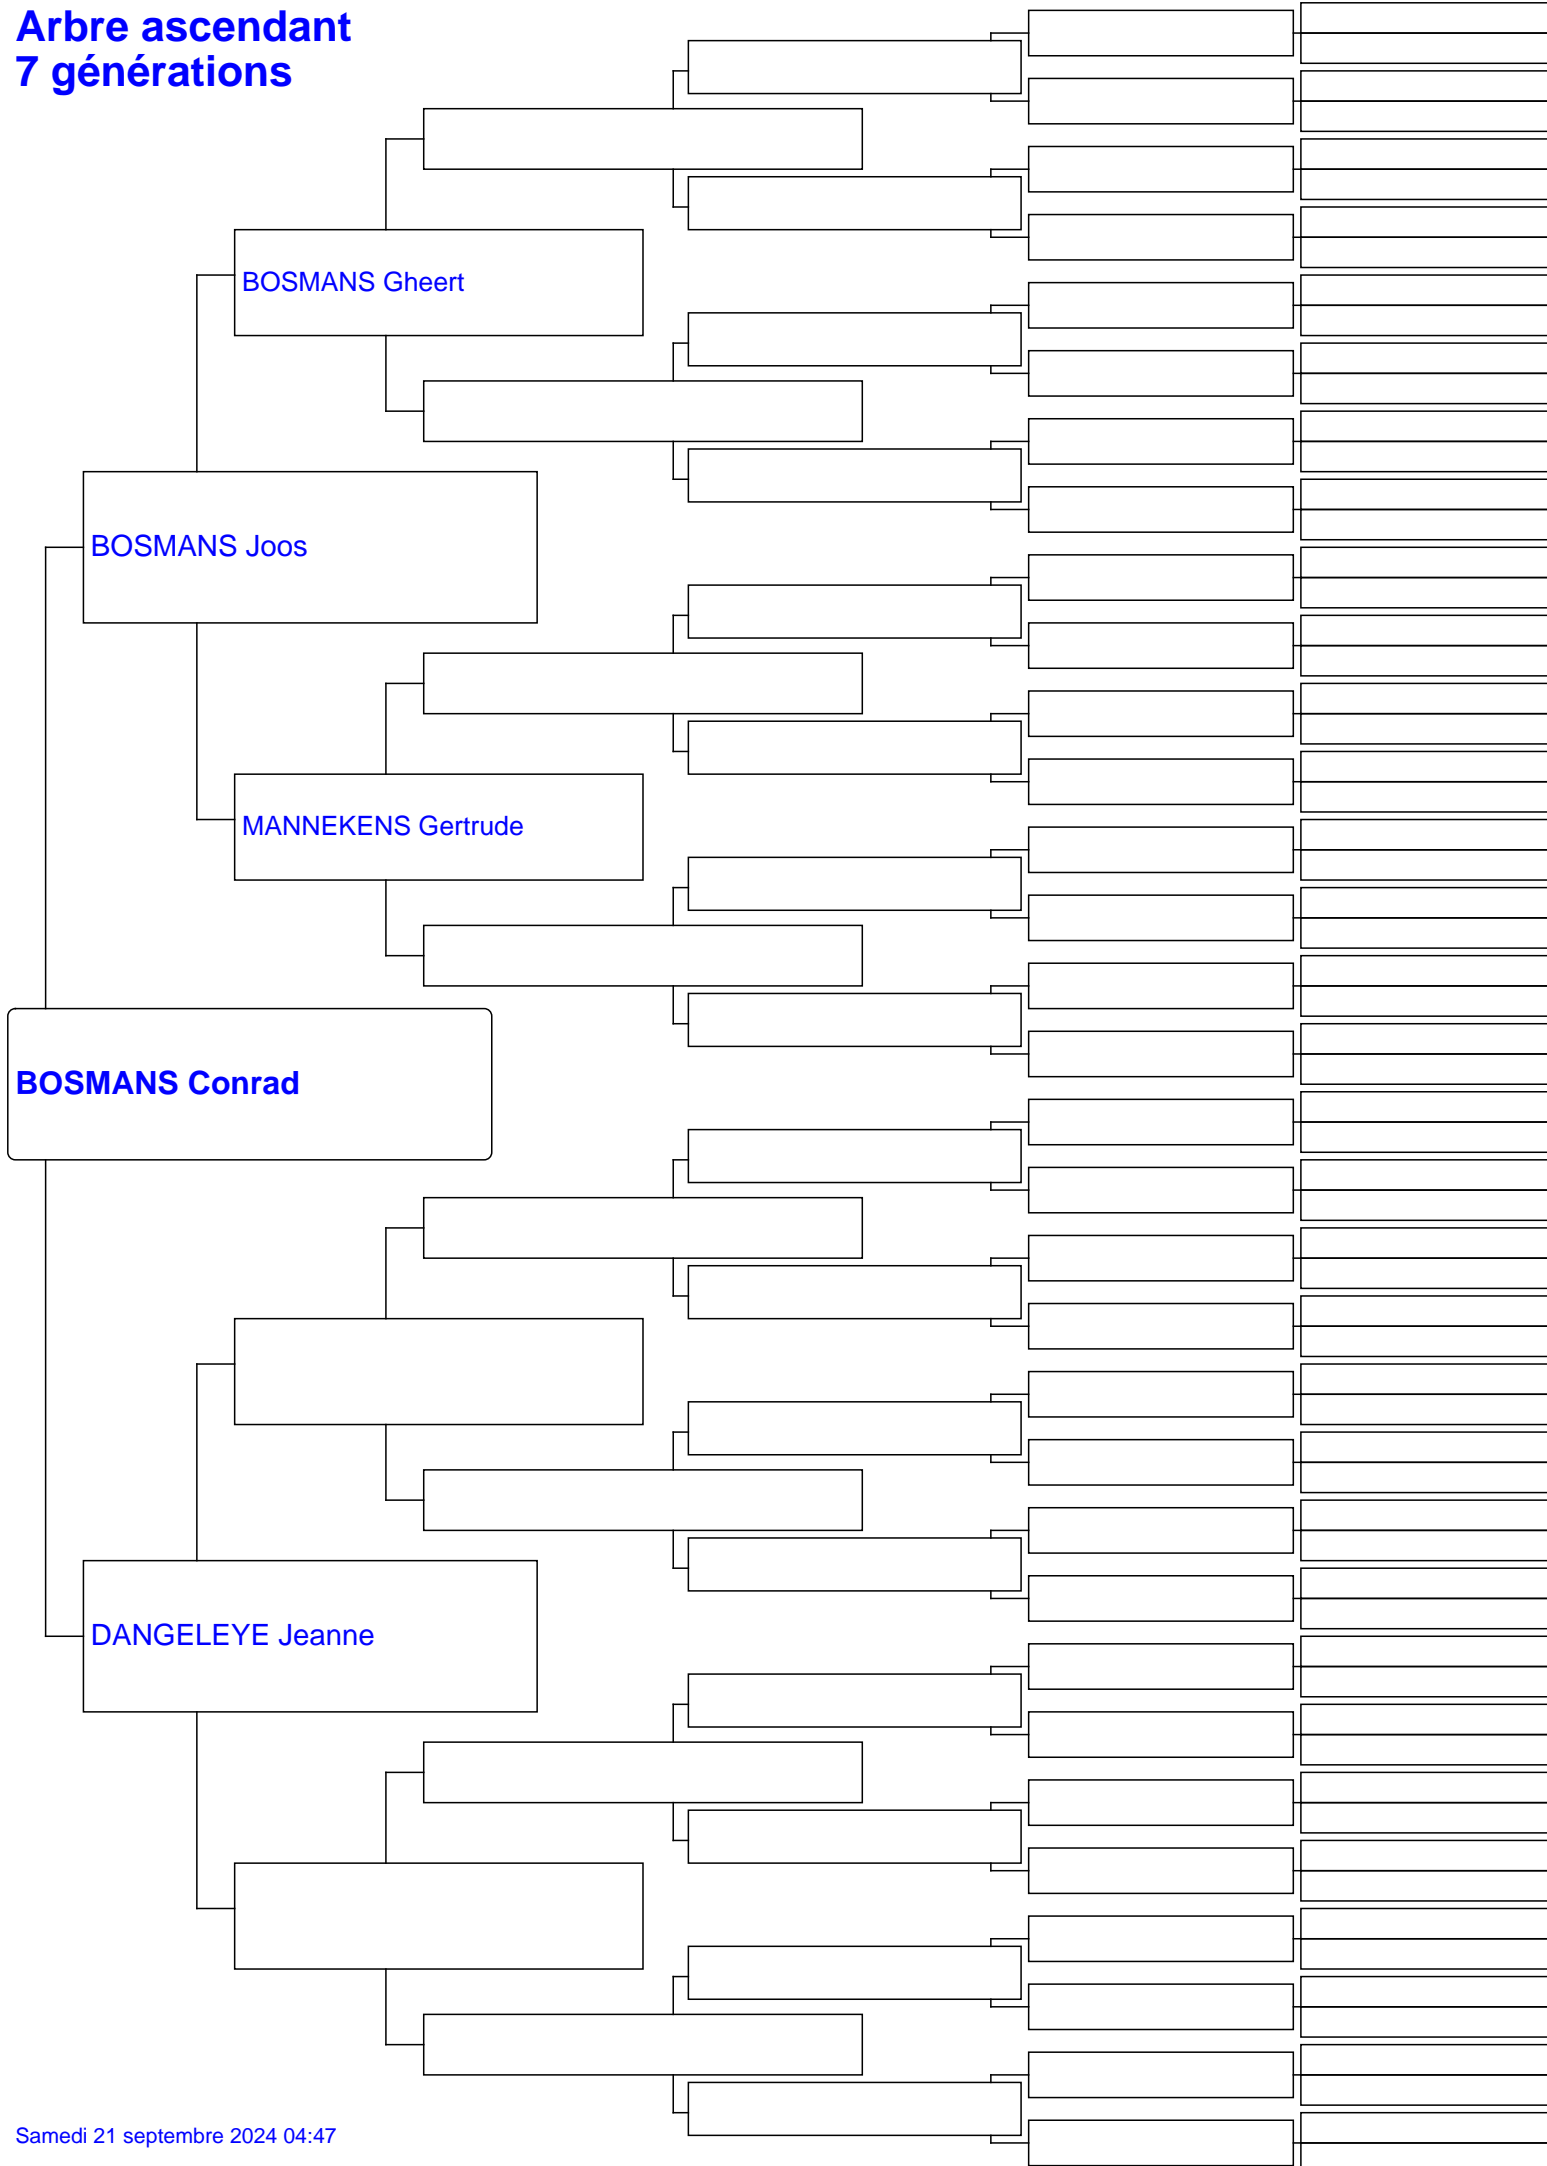 Arbre ascendant
7 générations
BOSMANS Gheert
BOSMANS Joos
MANNEKENS Gertrude
BOSMANS Conrad
DANGELEYE Jeanne
Samedi 21 septembre 2024 04:47